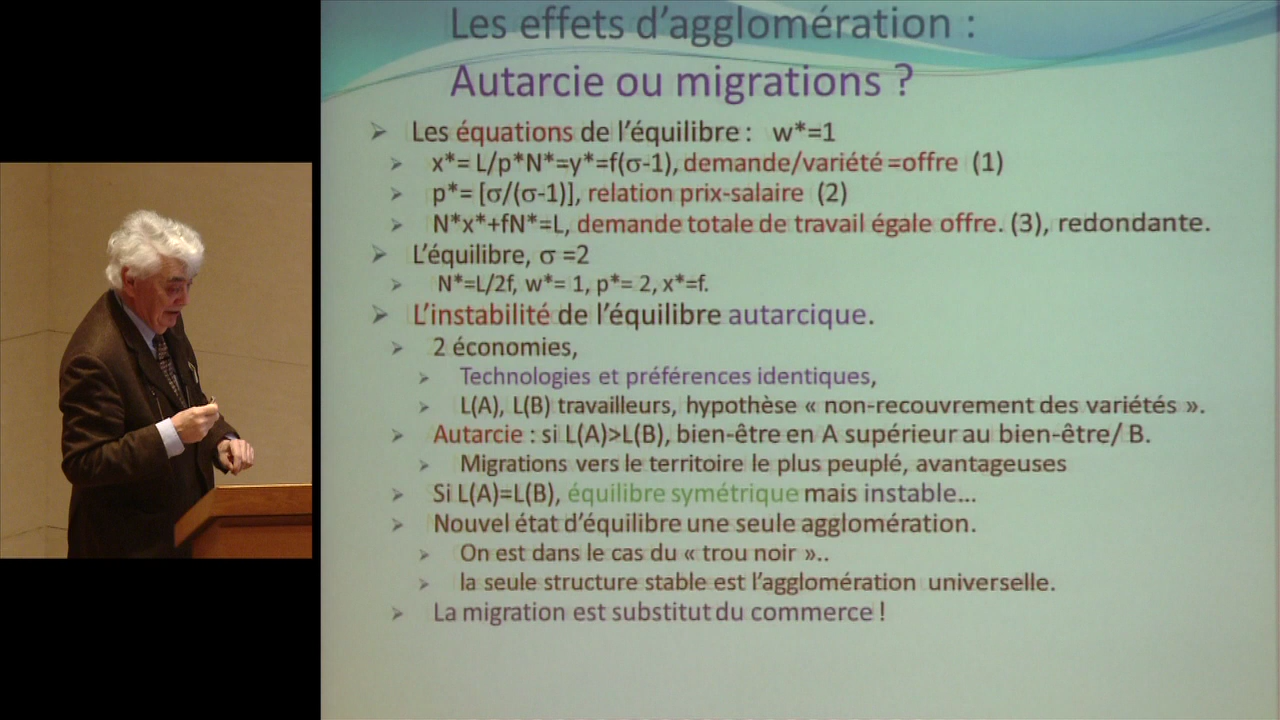 Les effets d'agglomération :
Autarcie ou migrations ?
Les équations de l'équilibre : w*=1
x*= L/p*N*=y*=f(σ-1), demande/variété =offre (1)
p*= [σ/(σ-1)], relation prix-salaire (2)
N*x*+fN*=L, demande totale de travail égale offre. (3), redondante.
L'équilibre, σ =2
N*=L/2f, w*= 1, p*= 2, x*=f.
L'instabilité de l'équilibre autarcique.
2 économies,
Technologies et préférences identiques,
L(A), L(B) travailleurs, hypothèse « non-recouvrement des variétés ».
Autarcie : si L(A)>L(B), bien-être en A supérieur au bien-être/ B.
Migrations vers le territoire le plus peuplé, avantageuses
Si L(A)=L(B), équilibre symétrique mais instable...
Nouvel état d'équilibre une seule agglomération.
On est dans le cas du « trou noir »..
la seule structure stable est l'agglomération universelle.
La migration est substitut du commerce !